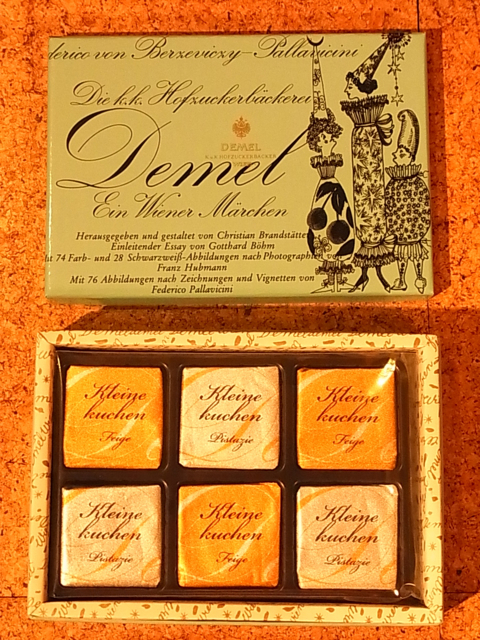 derico von Berzeviczy-Pallavicini
Die k.k. Hofzuckerbäckerei
DEMEL
K.u.K. HOFZUCKERBÄCKER
Demel
Ein Wiener Märchen
Herausgegeben und gestaltet von Christian Brandstätte
Einleitender Essay von Gotthard Böhm
it 74 Farb- und 28 Schwarzweiß-Abbildungen nach Photographien
Franz Hubmann
Mit 76 Abbildungen nach Zeichnungen und Vignetten von
Federico Pallavicini
Kleine
kuchen
Feige
Kleine
kuchen
Pistazie
Kleine
kuchen
Feige
Kleine
kuchen
Pistazie
Kleine
kuchen
Feige
Kleine
kuchen
Pistazie